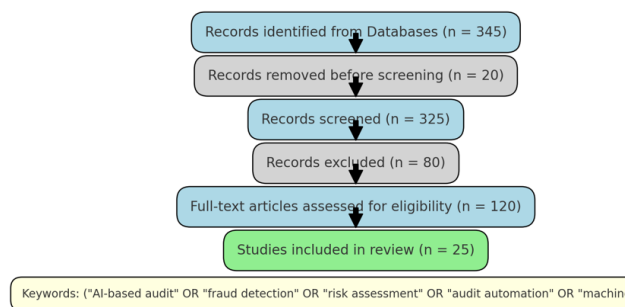 Records identified from Databases (n = 345)
Records removed before screening (n = 20)
Records screened (n = 325)
Records excluded (n = 80)
Full-text articles assessed for eligibility (n = 120)
Studies included in review (n = 25)
Keywords: ("AI-based audit" OR "fraud detection" OR "risk assessment" OR "audit automation" OR "machin